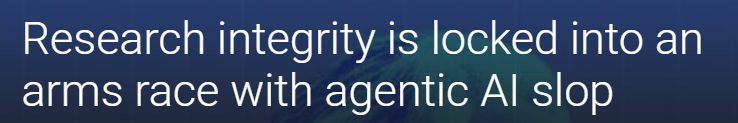 Research integrity is locked into an
arms race with agentic AI slop